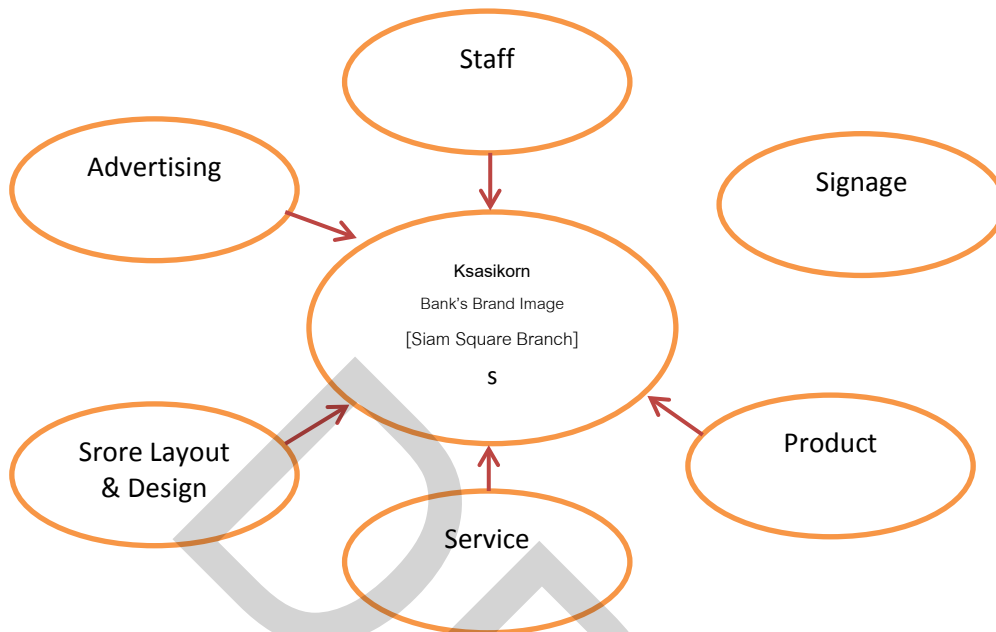 Staff
Advertising
Signage
Ksasikorn
Bank's Brand Image
[Siam Square Branch]
s
Srore Layout
& Design
Product
Service